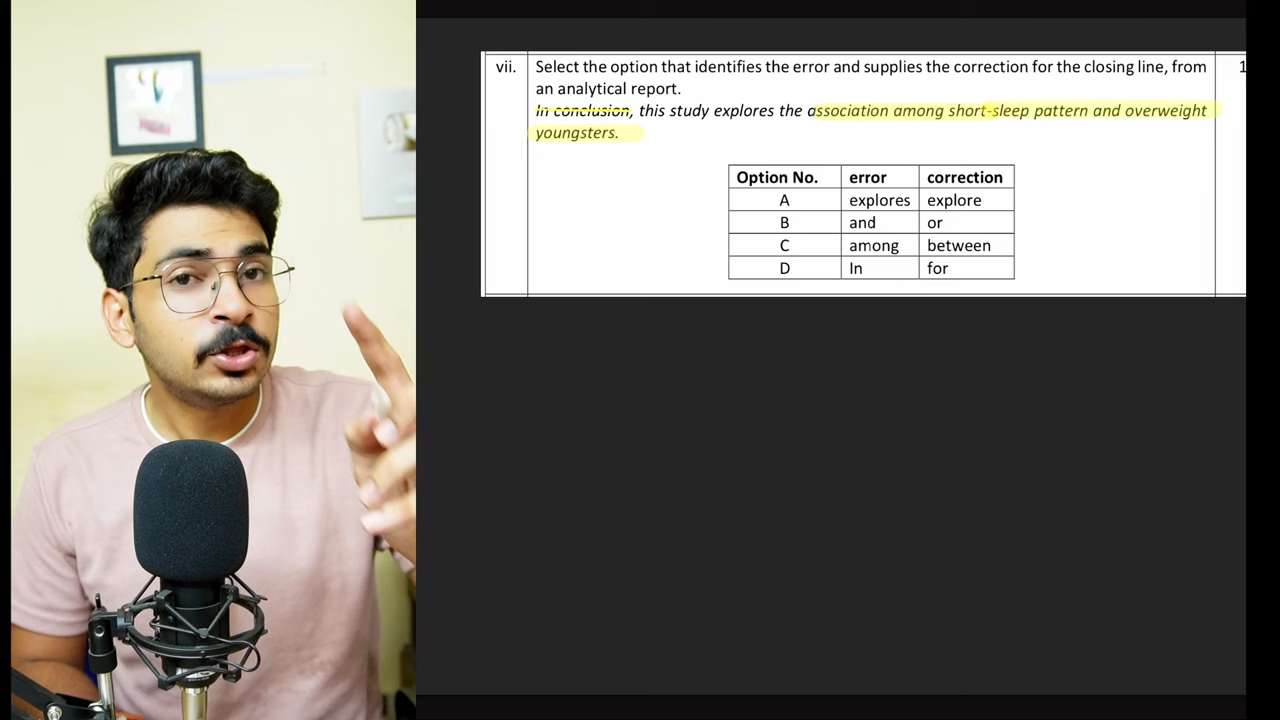 vii. Select the option that identifies the error and supplies the correction for the closing line, from 1
an analytical report.
In conclusion, this study explores the association among short-sleep pattern and overweight
youngsters.
Option No. error correction
A explores explore
B and or
C among between
D In for